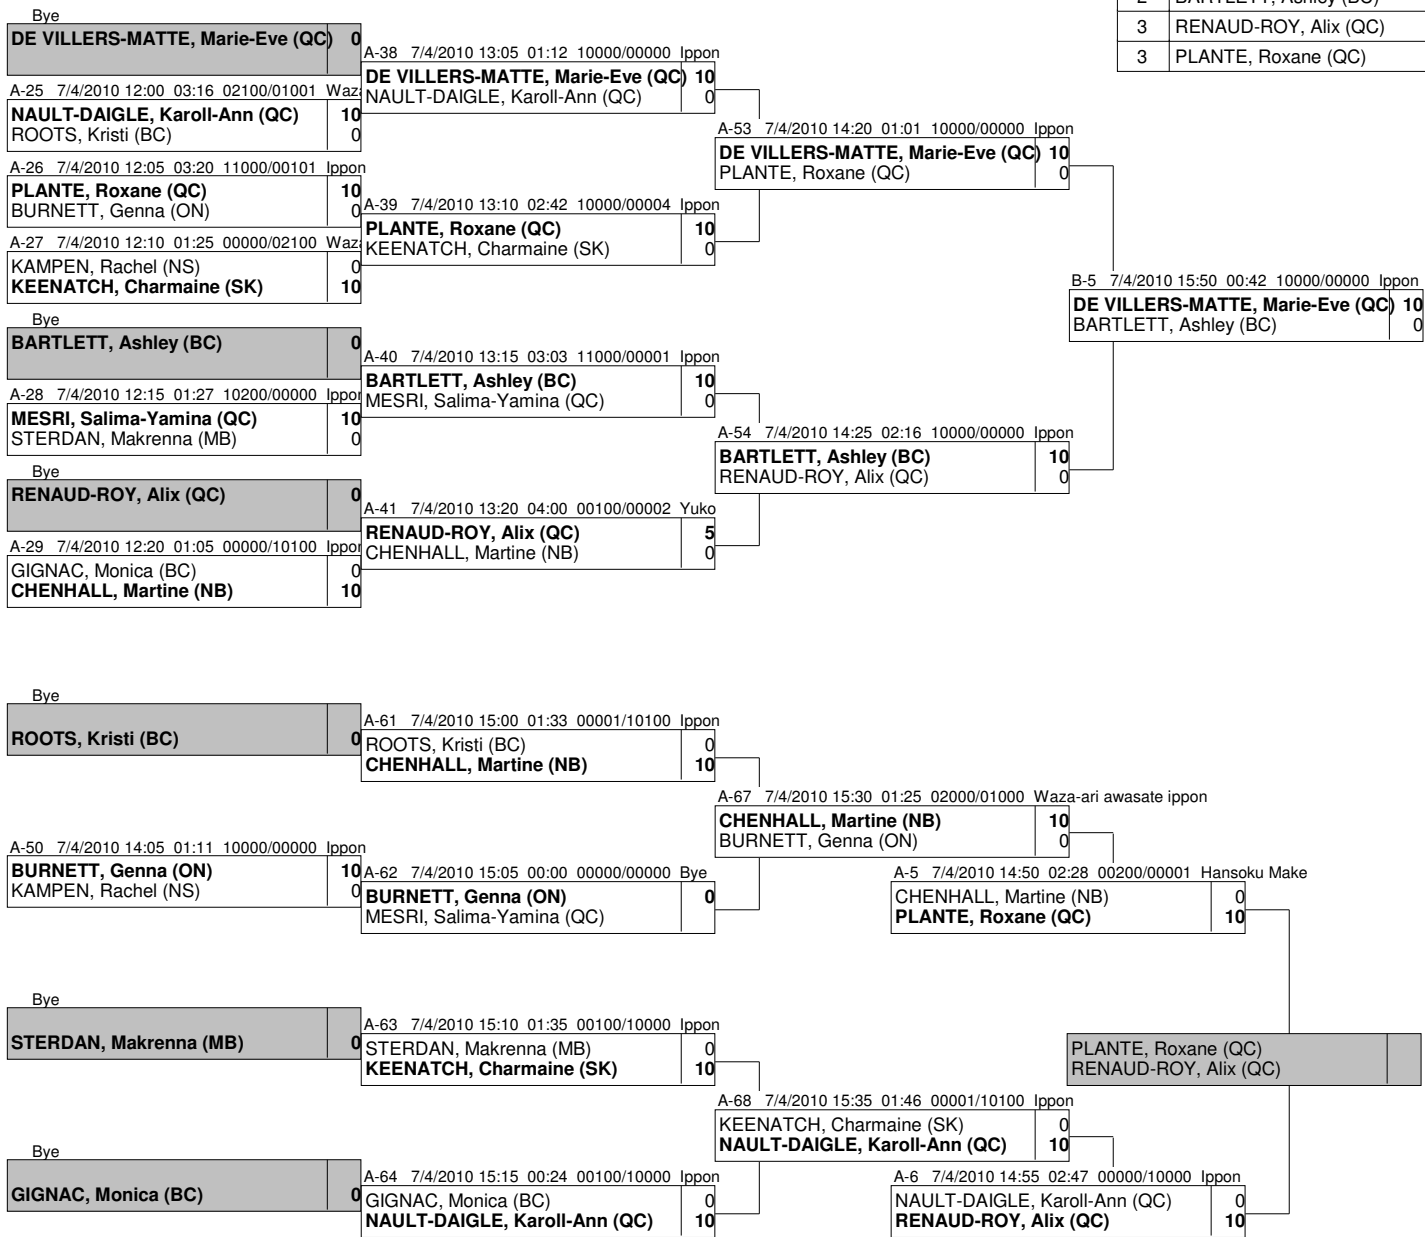 2 BARTLETT, Ashley (BC)
3 RENAUD-ROY, Alix (QC)
3 PLANTE, Roxane (QC)
Bye
DE VILLERS-MATTE, Marie-Eve (QC) 0
A-25 7/4/2010 12:00 03:16 02100/01001 Waza
NAULT-DAIGLE, Karoll-Ann (QC) 10
ROOTS, Kristi (BC) 0
A-26 7/4/2010 12:05 03:20 11000/00101 Ippon
PLANTE, Roxane (QC) 10
BURNETT, Genna (ON) 0
A-27 7/4/2010 12:10 01:25 00000/02100 Waza
KAMPEN, Rachel (NS) 0
KEENATCH, Charmaine (SK) 10
Bye
BARTLETT, Ashley (BC) 0
A-28 7/4/2010 12:15 01:27 10200/00000 Ippon
MESRI, Salima-Yamina (QC) 10
STERDAN, Makrenna (MB) 0
Bye
RENAUD-ROY, Alix (QC) 0
A-29 7/4/2010 12:20 01:05 00000/10100 Ippon
GIGNAC, Monica (BC) 0
CHENHALL, Martine (NB) 10
A-38 7/4/2010 13:05 01:12 10000/00000 Ippon
DE VILLERS-MATTE, Marie-Eve (QC) 10
NAULT-DAIGLE, Karoll-Ann (QC) 0
A-39 7/4/2010 13:10 02:42 10000/00004 Ippon
PLANTE, Roxane (QC) 10
KEENATCH, Charmaine (SK) 0
A-40 7/4/2010 13:15 03:03 11000/00001 Ippon
BARTLETT, Ashley (BC) 10
MESRI, Salima-Yamina (QC) 0
A-41 7/4/2010 13:20 04:00 00100/00002 Yuko
RENAUD-ROY, Alix (QC) 5
CHENHALL, Martine (NB) 0
A-53 7/4/2010 14:20 01:01 10000/00000 Ippon
DE VILLERS-MATTE, Marie-Eve (QC) 10
PLANTE, Roxane (QC) 0
A-54 7/4/2010 14:25 02:16 10000/00000 Ippon
BARTLETT, Ashley (BC) 10
RENAUD-ROY, Alix (QC) 0
B-5 7/4/2010 15:50 00:42 10000/00000 Ippon
DE VILLERS-MATTE, Marie-Eve (QC) 10
BARTLETT, Ashley (BC) 0
Bye
ROOTS, Kristi (BC) 0
A-50 7/4/2010 14:05 01:11 10000/00000 Ippon
BURNETT, Genna (ON) 10
KAMPEN, Rachel (NS) 0
Bye
STERDAN, Makrenna (MB) 0
Bye
GIGNAC, Monica (BC) 0
A-61 7/4/2010 15:00 01:33 00001/10100 Ippon
ROOTS, Kristi (BC) 0
CHENHALL, Martine (NB) 10
A-62 7/4/2010 15:05 00:00 00000/00000 Bye
BURNETT, Genna (ON) 0
MESRI, Salima-Yamina (QC)
A-63 7/4/2010 15:10 01:35 00100/10000 Ippon
STERDAN, Makrenna (MB) 0
KEENATCH, Charmaine (SK) 10
A-64 7/4/2010 15:15 00:24 00100/10000 Ippon
GIGNAC, Monica (BC) 0
NAULT-DAIGLE, Karoll-Ann (QC) 10
A-67 7/4/2010 15:30 01:25 02000/01000 Waza-ari awasate ippon
CHENHALL, Martine (NB) 10
BURNETT, Genna (ON) 0
A-68 7/4/2010 15:35 01:46 00001/10100 Ippon
KEENATCH, Charmaine (SK) 0
NAULT-DAIGLE, Karoll-Ann (QC) 10
A-5 7/4/2010 14:50 02:28 00200/00001 Hansoku Make
CHENHALL, Martine (NB) 0
PLANTE, Roxane (QC) 10
A-6 7/4/2010 14:55 02:47 00000/10000 Ippon
NAULT-DAIGLE, Karoll-Ann (QC) 0
RENAUD-ROY, Alix (QC) 10
PLANTE, Roxane (QC)
RENAUD-ROY, Alix (QC)